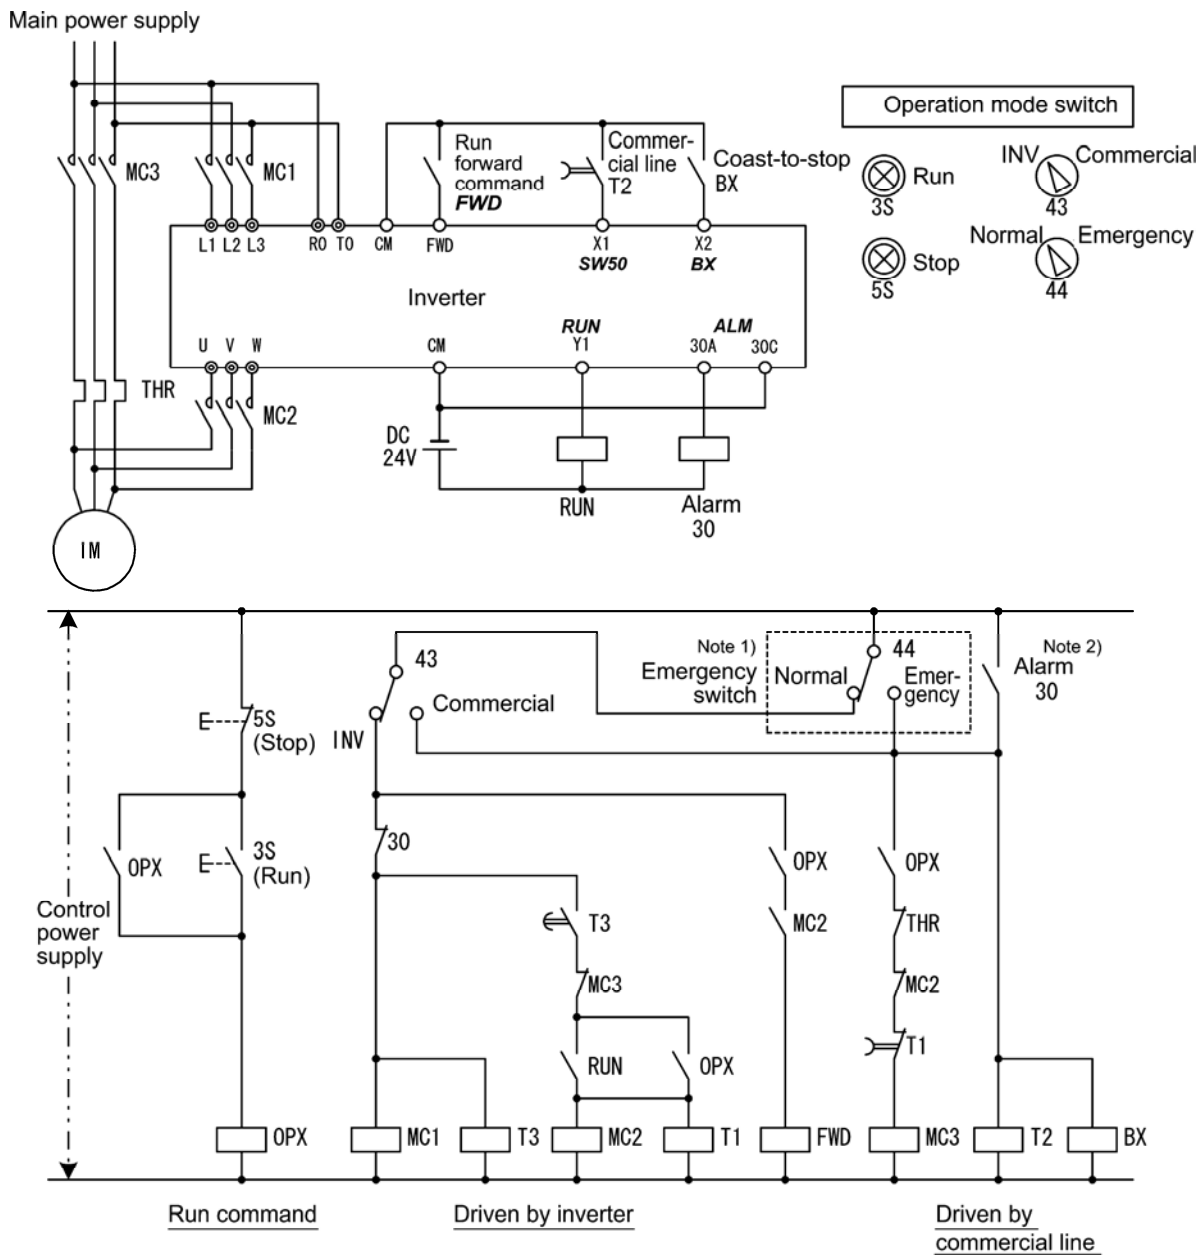 Main power supply
Operation mode switch
MC3
MC1
Run
forward
command
FWD
Commer-
cial line
T2
Coast-to-stop
BX
Run
3S
INV
Commercial
43
Normal
Emergency
44
Stop
5S
L1 L2 L3 R0 T0 CM FWD X1 X2
SW50 BX
Inverter
RUN ALM
U V W CM Y1 30A 30C
THR
MC2
DC
24V
RUN
Alarm
30
IM
Note 1)
Emergency
switch
Normal
44
Emer-
gency
Note 2)
Alarm
30
43
Commercial
INV
5S
(Stop)
OPX
3S
(Run)
30
OPX
OPX
T3
MC2
THR
MC3
MC2
T1
RUN
OPX
Control
power
supply
OPX MC1 T3 MC2 T1 FWD MC3 T2 BX
Run command
Driven by inverter
Driven by
commercial line